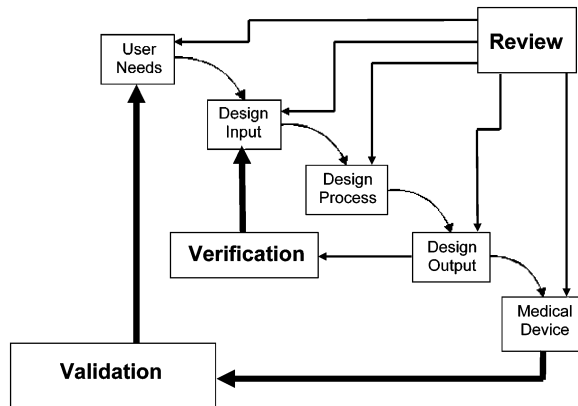 User
Needs
Review
Design
Input
Design
Process
Verification
Design
Output
Medical
Device
Validation